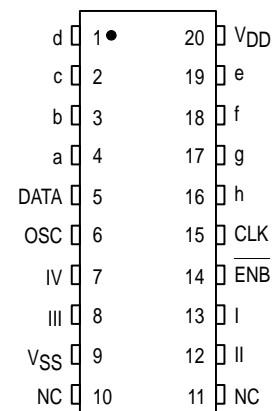 d 1 20 VDD
c 2 19 e
b 3 18 f
a 4 17 g
DATA 5 16 h
OSC 6 15 CLK
IV 7 14 ENB
III 8 13 I
VSS 9 12 II
NC 10 11 NC